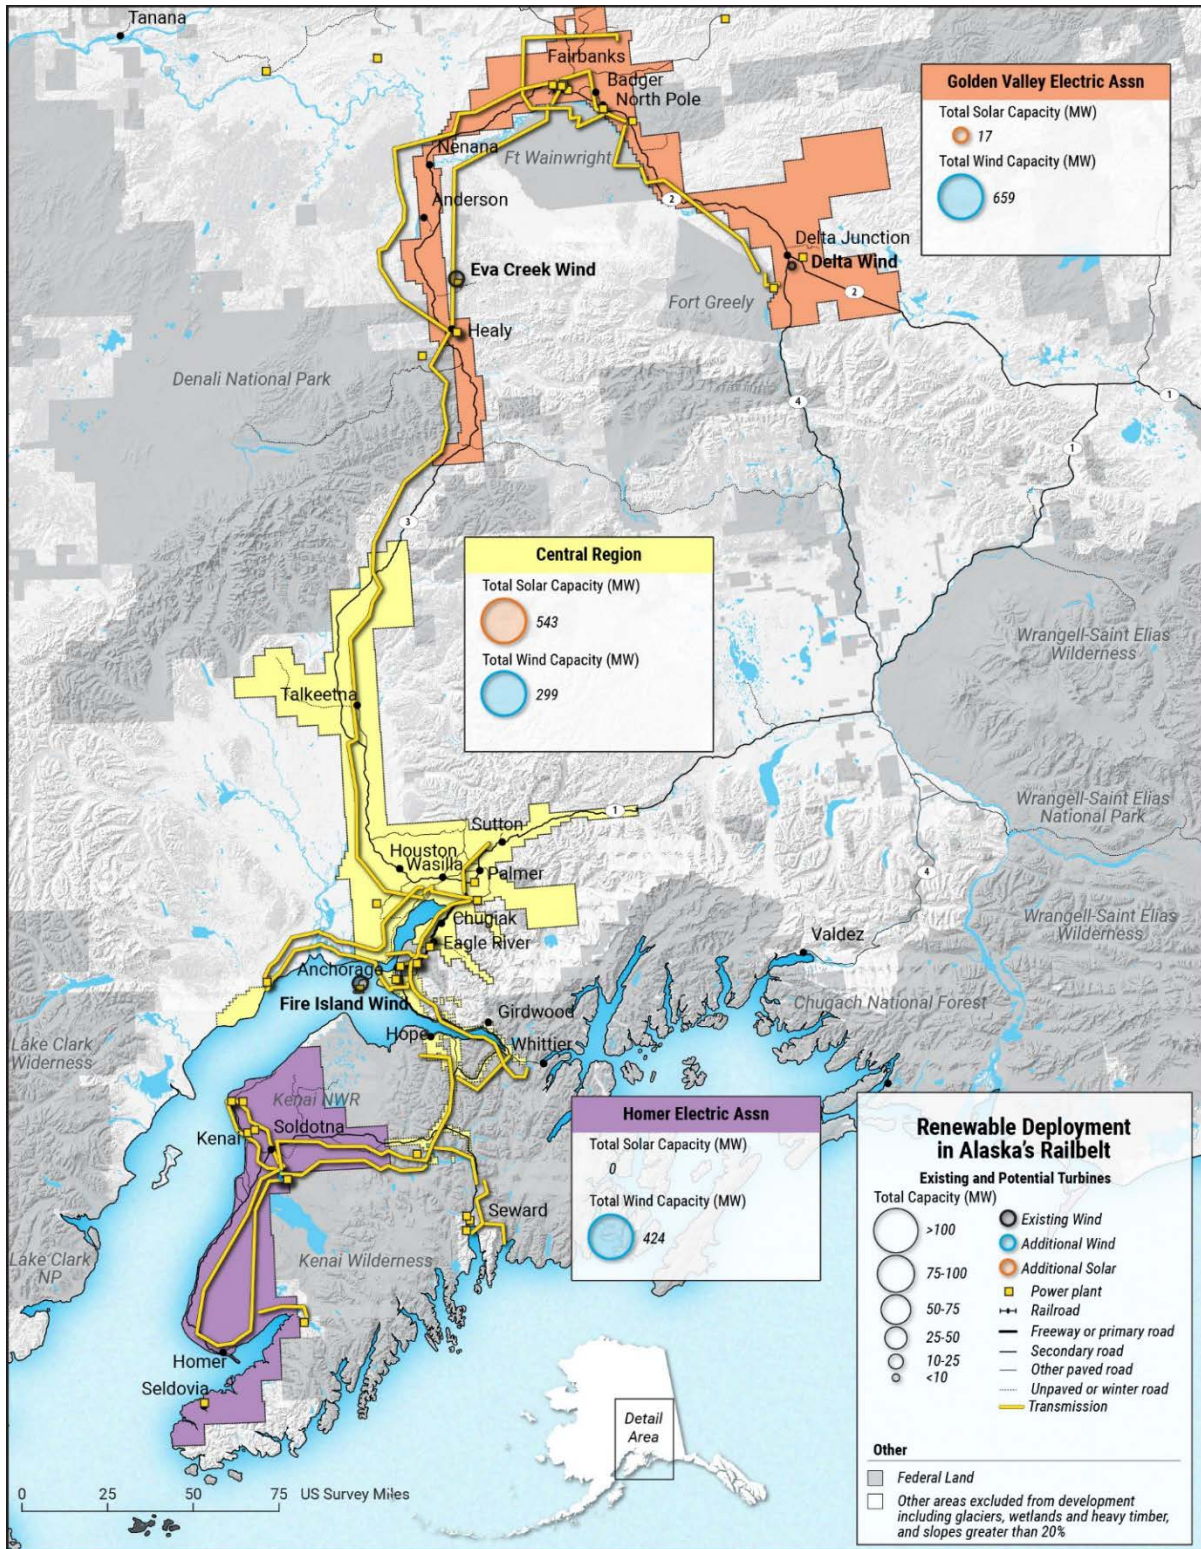 Tanana
Fairbanks
Badger
North Pole
Nenana
Ft Wainwright
Anderson
2
Delta Junction
Delta Wind
Eva Creek Wind
2
Fort Greely
Healy
Denali National Park
4
1
1
3
Golden Valley Electric Assn
Total Solar Capacity (MW)
17
Total Wind Capacity (MW)
659
Central Region
Total Solar Capacity (MW)
543
Total Wind Capacity (MW)
299
Wrangell-Saint Elias
Wilderness
Talkeetna
Wrangell-Saint Elias
National Park
1
Sutton
Houston
Wasilla
Palmer
4
Chugiak
Eagle River
Wrangell-Saint Elias
Wilderness
Valdez
Anchorage
Fire Island Wind
Chugach National Forest
Girdwood
Lake Clark
Wilderness
Hope
Whittier
Kenai NWR
Soldotna
Kenai
Seward
Lake Clark
NP
Kenai Wilderness
Homer
Seldovia
Homer Electric Assn
Total Solar Capacity (MW)
0
Total Wind Capacity (MW)
424
Detail
Area
0 25 50 75 US Survey Miles
Renewable Deployment
in Alaska's Railbelt
Existing and Potential Turbines
Total Capacity (MW)
>100
75-100
50-75
25-50
10-25
<10
Existing Wind
Additional Wind
Additional Solar
Power plant
Railroad
Freeway or primary road
Secondary road
Other paved road
Unpaved or winter road
Transmission
Other
Federal Land
Other areas excluded from development
including glaciers, wetlands and heavy timber,
and slopes greater than 20%